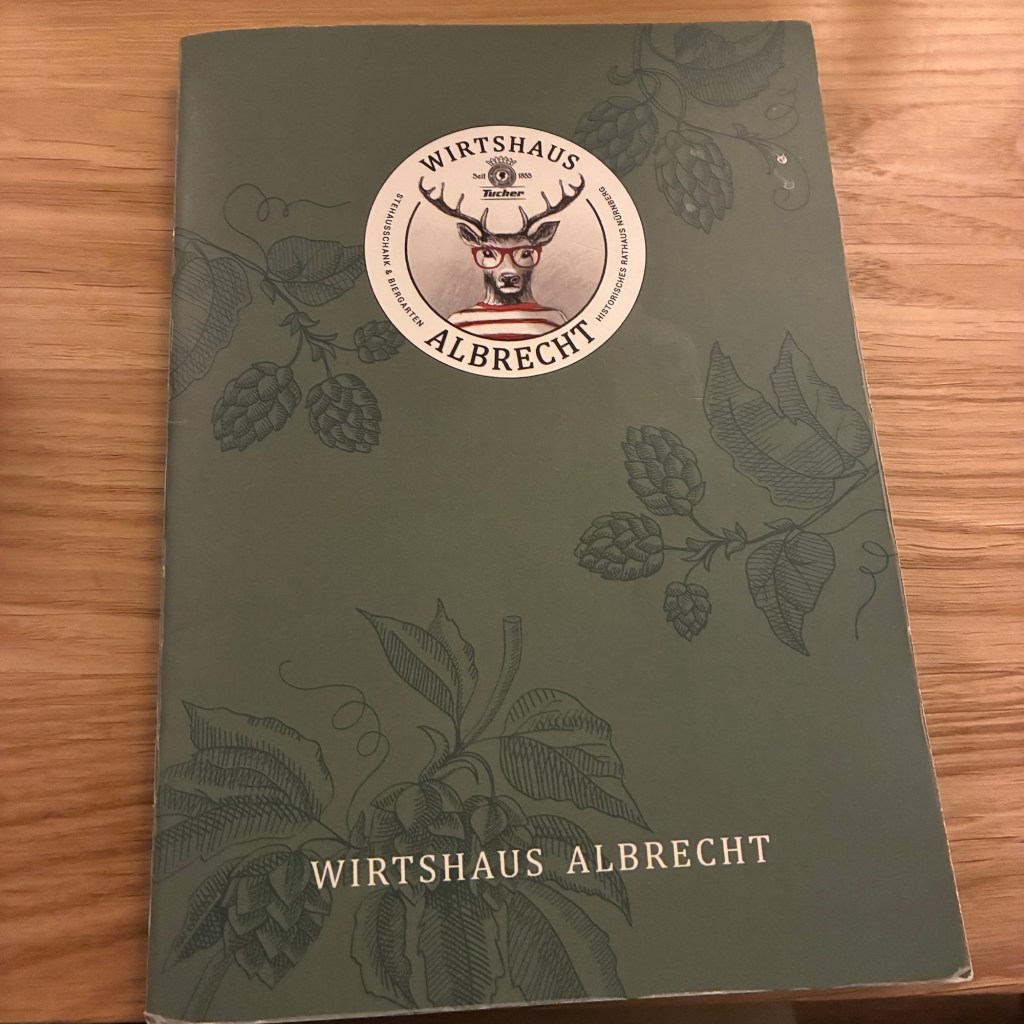 WIRTSHAUS
Seit 1855
Tucher
STEHAUSSCHANK & BIERGARTEN
HISTORISCHES RATHAUS NÜRNBERG
ALBRECHT
WIRTSHAUS ALBRECHT